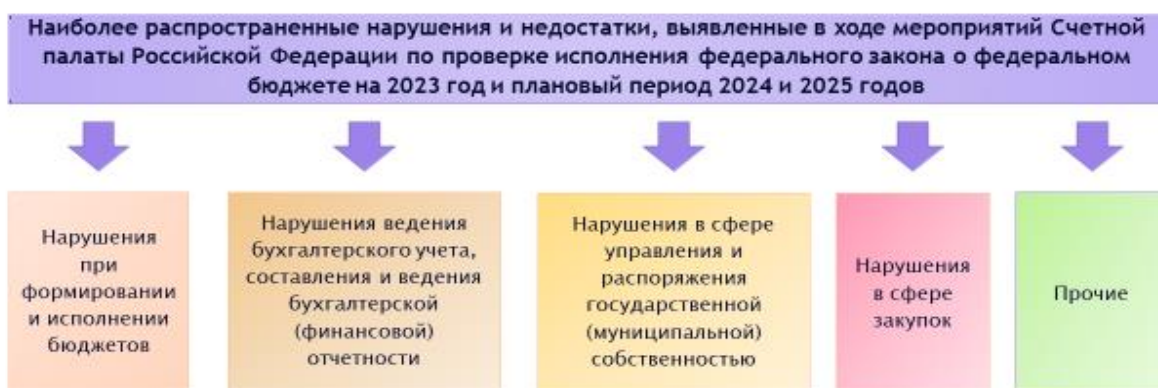 Наиболее распространенные нарушения и недостатки, выявленные в ходе мероприятий Счетной
палаты Российской Федерации по проверке исполнения федерального закона о федеральном
бюджете на 2023 год и плановый период 2024 и 2025 годов
Нарушения
при
формировании
и исполнении
бюджетов
Нарушения ведения
бухгалтерского учета,
составления и ведения
бухгалтерской
(финансовой)
отчетности
Нарушения в сфере
управления и
распоряжения
государственной
(муниципальной)
собственностью
Нарушения
в сфере
закупок
Прочие